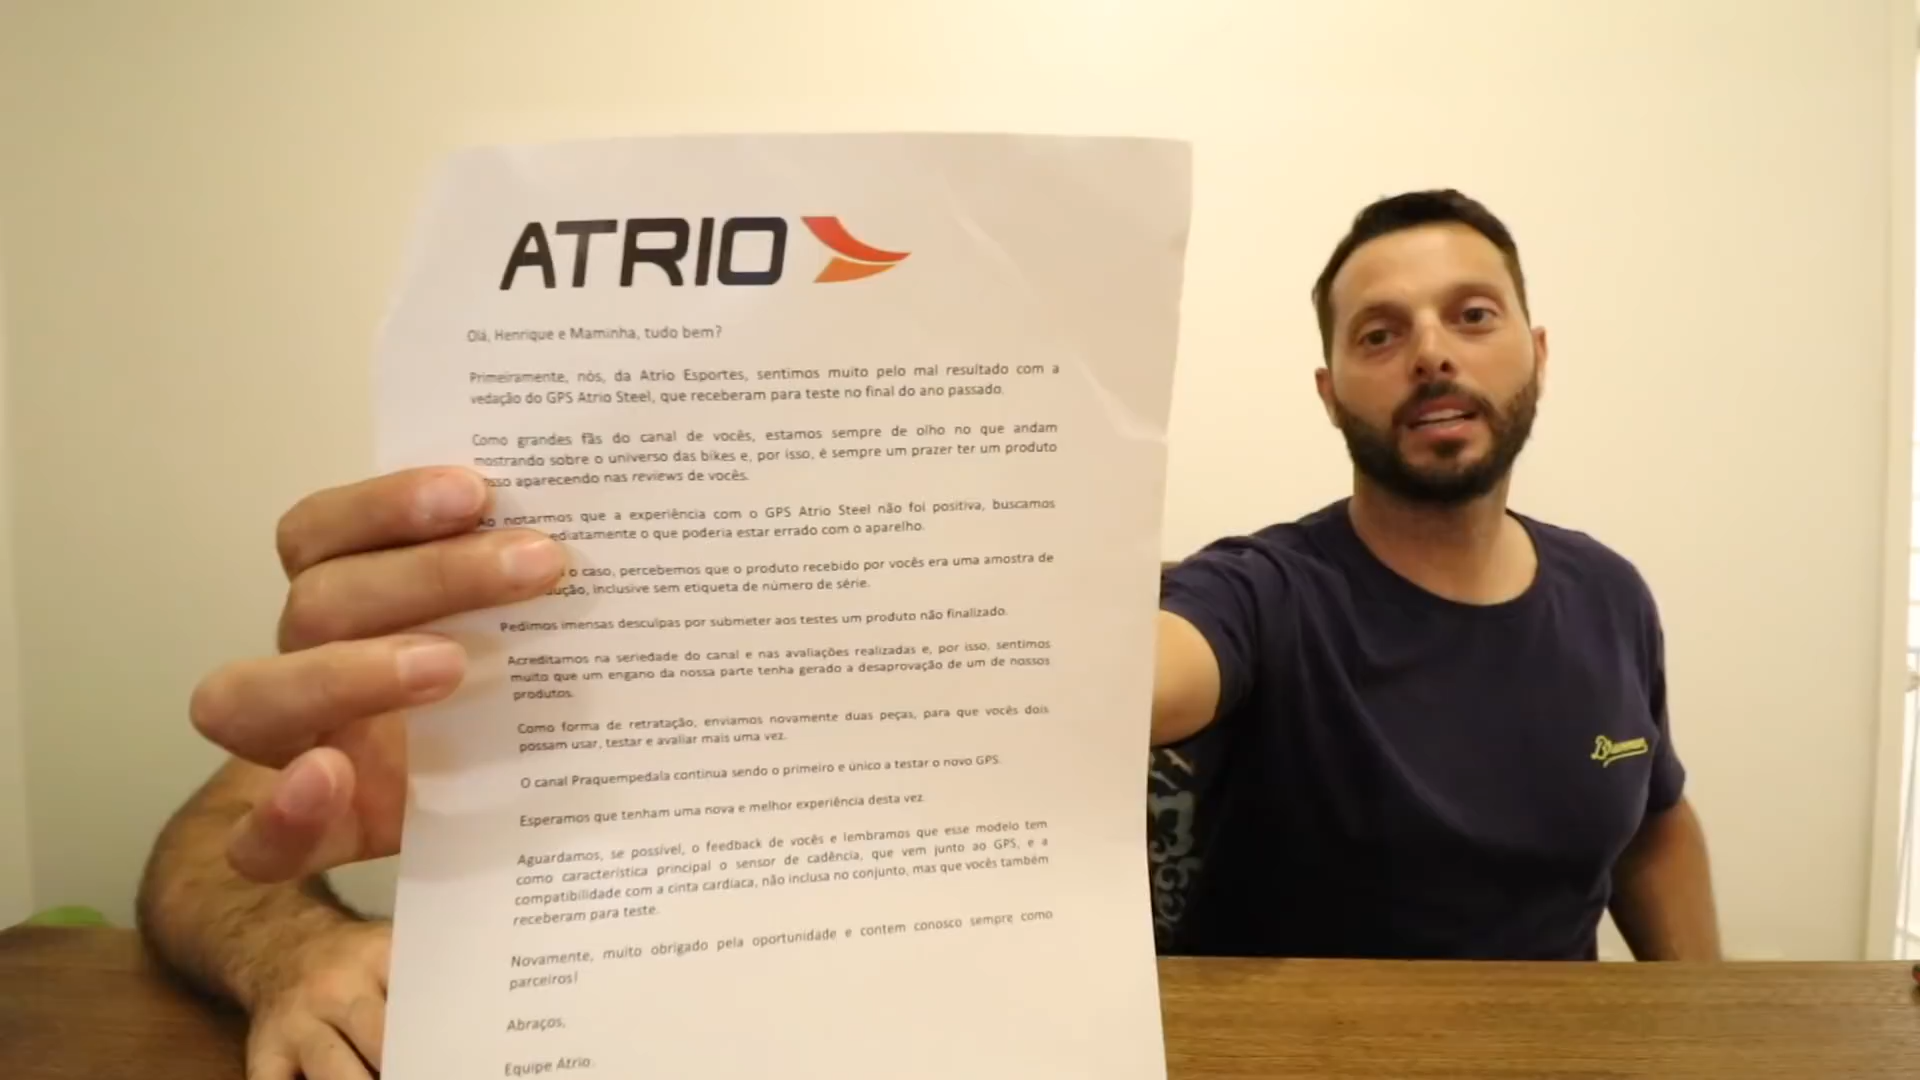 ATRIO
Olá, Henrique e Maminha, tudo bem?
Primeiramente, nós, da Atrio Esportes, sentimos muito pelo mal resultado com a
vedação do GPS Atrio Steel, que receberam para teste no final do ano passado.
Como grandes fãs do canal de vocês, estamos sempre de olho no que andam
mostrando sobre o universo das bikes e, por isso, é sempre um prazer ter um produto
osso aparecendo nas reviews de vocês.
Ao notarmos que a experiência com o GPS Atrio Steel não foi positiva, buscamos
ediatamente o que poderia estar errado com o aparelho.
o caso, percebemos que o produto recebido por vocês era uma amostra de
dução, inclusive sem etiqueta de número de série.
Pedimos imensas desculpas por submeter aos testes um produto não finalizado.
Acreditamos na seriedade do canal e nas avaliações realizadas e, por isso, sentimos
muito que um engano da nossa parte tenha gerado a desaprovação de um de nossos
produtos.
Como forma de retratação, enviamos novamente duas peças, para que vocês dois
possam usar, testar e avaliar mais uma vez.
O canal Praquempedala continua sendo o primeiro e único a testar o novo GPS.
Esperamos que tenham uma nova e melhor experiência desta vez
Aguardamos, se possível, o feedback de vocês e lembramos que esse modelo tem
como característica principal o sensor de cadência, que vem junto ao GPS, e a
compatibilidade com a cinta cardíaca, não inclusa no conjunto, mas que vocês também
receberam para teste.
Novamente, muito obrigado pela oportunidade e contem conosco sempre como
parceiros!
Abraços,
Equipe Atrio.